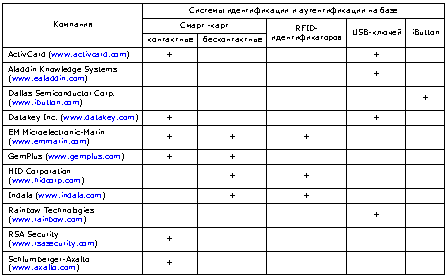 Компания
Системы идентификации и аутентификации на базе
Смарт-карт
RFID-
идентификаторов
USB-ключей
iButton
контактные
бесконтактные
ActivCard (www.activcard.com) + +
Aladdin Knowledge Systems
(www.ealaddin.com) +
Dallas Semiconductor Corp.
(www.ibutton.com) +
Datakey Inc. (www.datakey.com) + +
EM Microelectronic-Marin
(www.emmarin.com) + + +
GemPlus (www.gemplus.com) + +
HID Corporation
(www.hidcorp.com) + +
Indala (www.indala.com) + +
Rainbow Technologies
(www.rainbow.com) +
RSA Security
(www.rsasecurity.com) +
Schlumberger-Axalto
(www.axalto.com) +